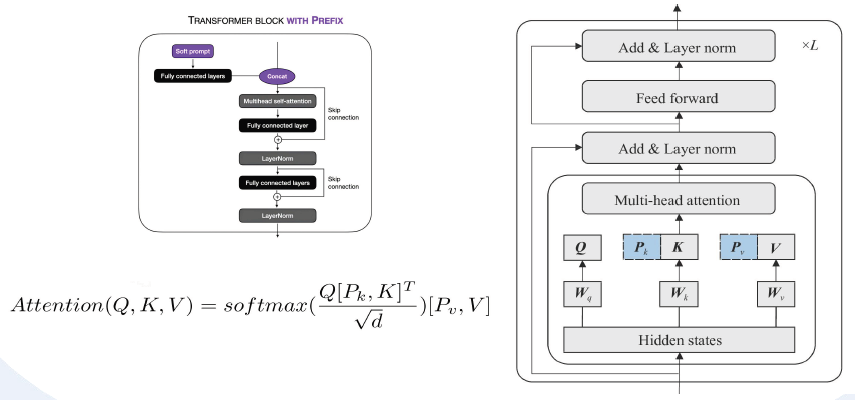 TRANSFORMER BLOCK WITH PREFIX
Soft prompt
Fully connected layers
Concat
Multihead self-attention
Fully connected layer
Skip
connection
+
LayerNorm
Fully connected layers
Skip
connection
+
LayerNorm
Attention(Q, K, V) = softmax(\frac{Q[P_k, K]^T}{\sqrt{d}})[P_v, V]
Add & Layer norm
×L
Feed forward
Add & Layer norm
Multi-head attention
Q P_k K P_v V
W_q W_k W_v
Hidden states